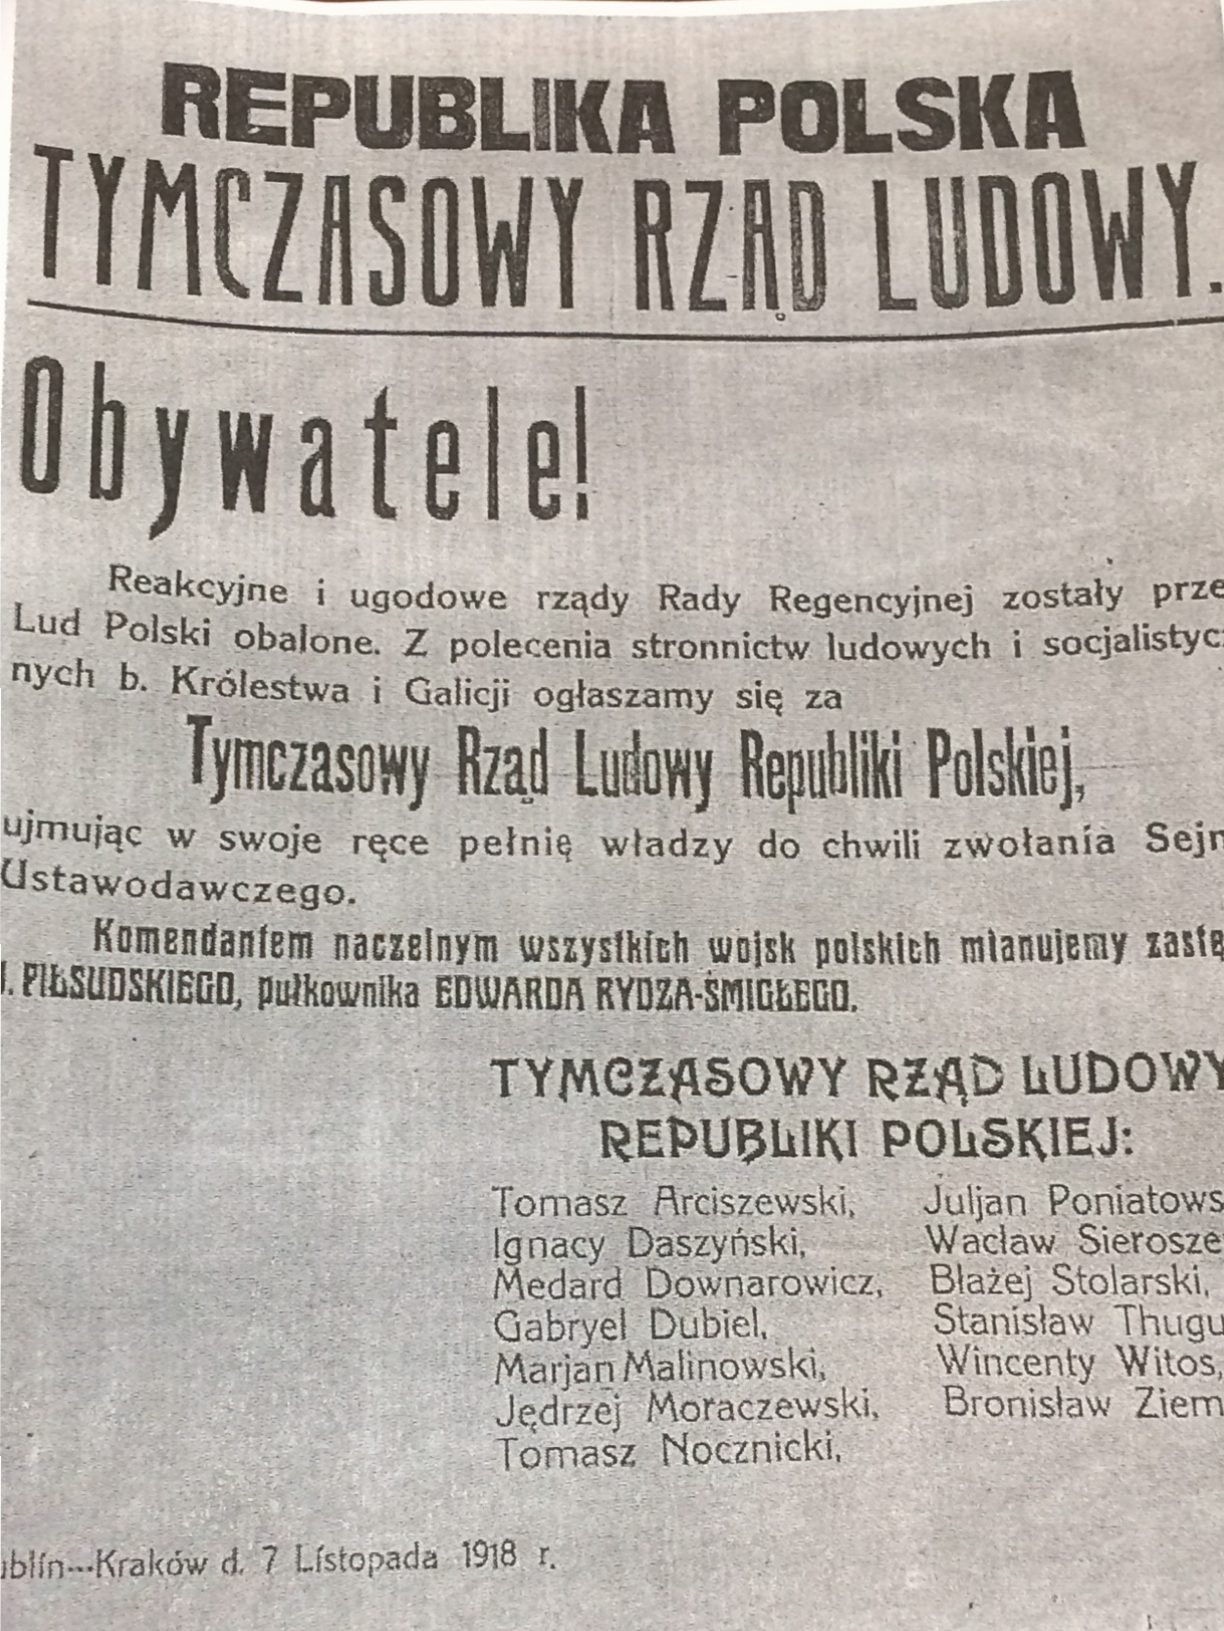 REPUBLIKA POLSKA
TYMCZASOWY RZĄD LUDOWY.
Obywatele!
Reakcyjne i ugodowe rządy Rady Regencyjnej zostały prze
Lud Polski obalone. Z polecenia stronnictw ludowych i socjalistyc
nych b. Królestwa i Galicji ogłaszamy się za
Tymczasowy Rząd Ludowy Republiki Polskiej,
ujmując w swoje ręce pełnię władzy do chwili zwołania Sejm
Ustawodawczego.
Komendantem naczelnym wszystkich wojsk polskich mianujemy zastę
J. PIŁSUDSKIEGO, pułkownika EDWARDA RYDZA-ŚMIGŁEGO.
TYMCZASOWY RZĄD LUDOWY
REPUBLIKI POLSKIEJ:
Tomasz Arciszewski, Juljan Poniatows
Ignacy Daszyński, Wacław Sierosze
Medard Downarowicz, Błażej Stolarski,
Gabryel Dubiel, Stanisław Thugu
Marjan Malinowski, Wincenty Witos,
Jędrzej Moraczewski, Bronisław Ziem
Tomasz Nocznicki,
ublin---Kraków d. 7 Listopada 1918 r.